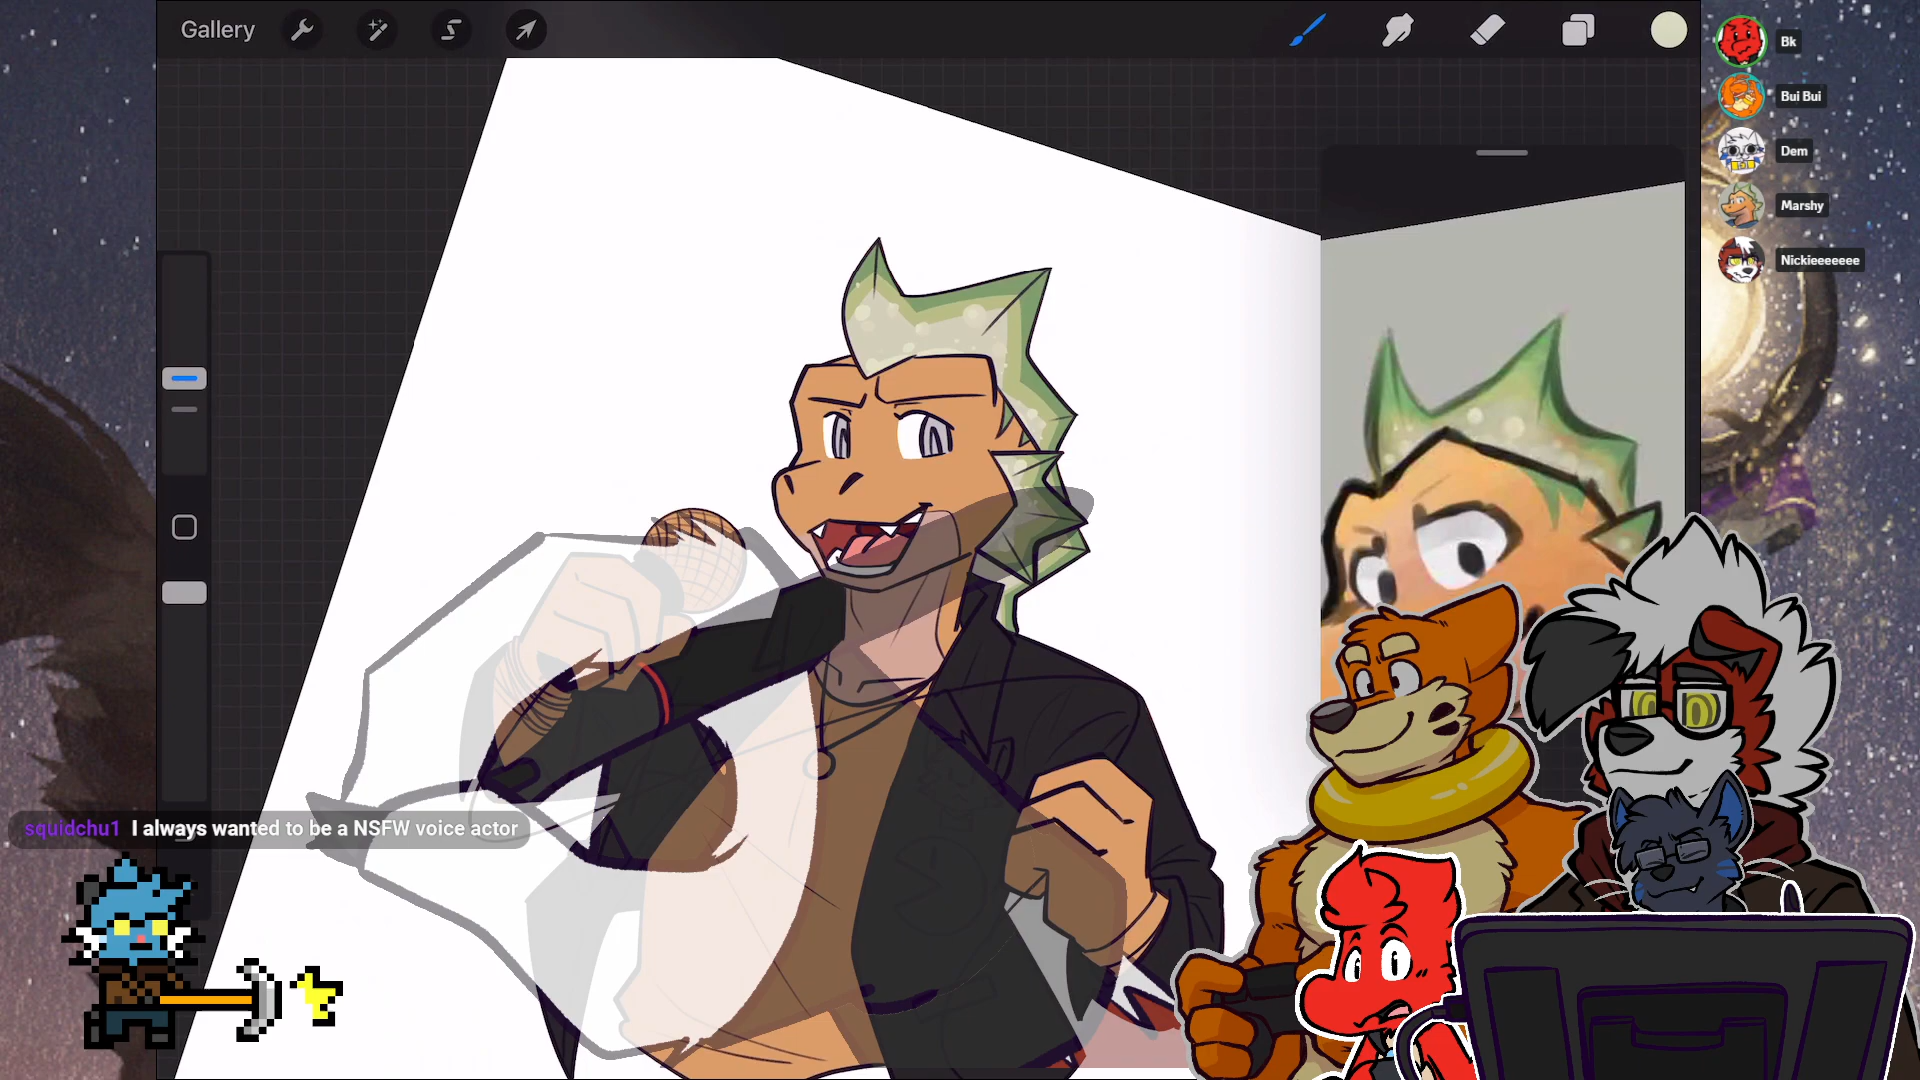 Gallery
Bk
Bui Bui
Dem
Marshy
Nickieeeeeee
squidchu1 I always wanted to be a NSFW voice actor